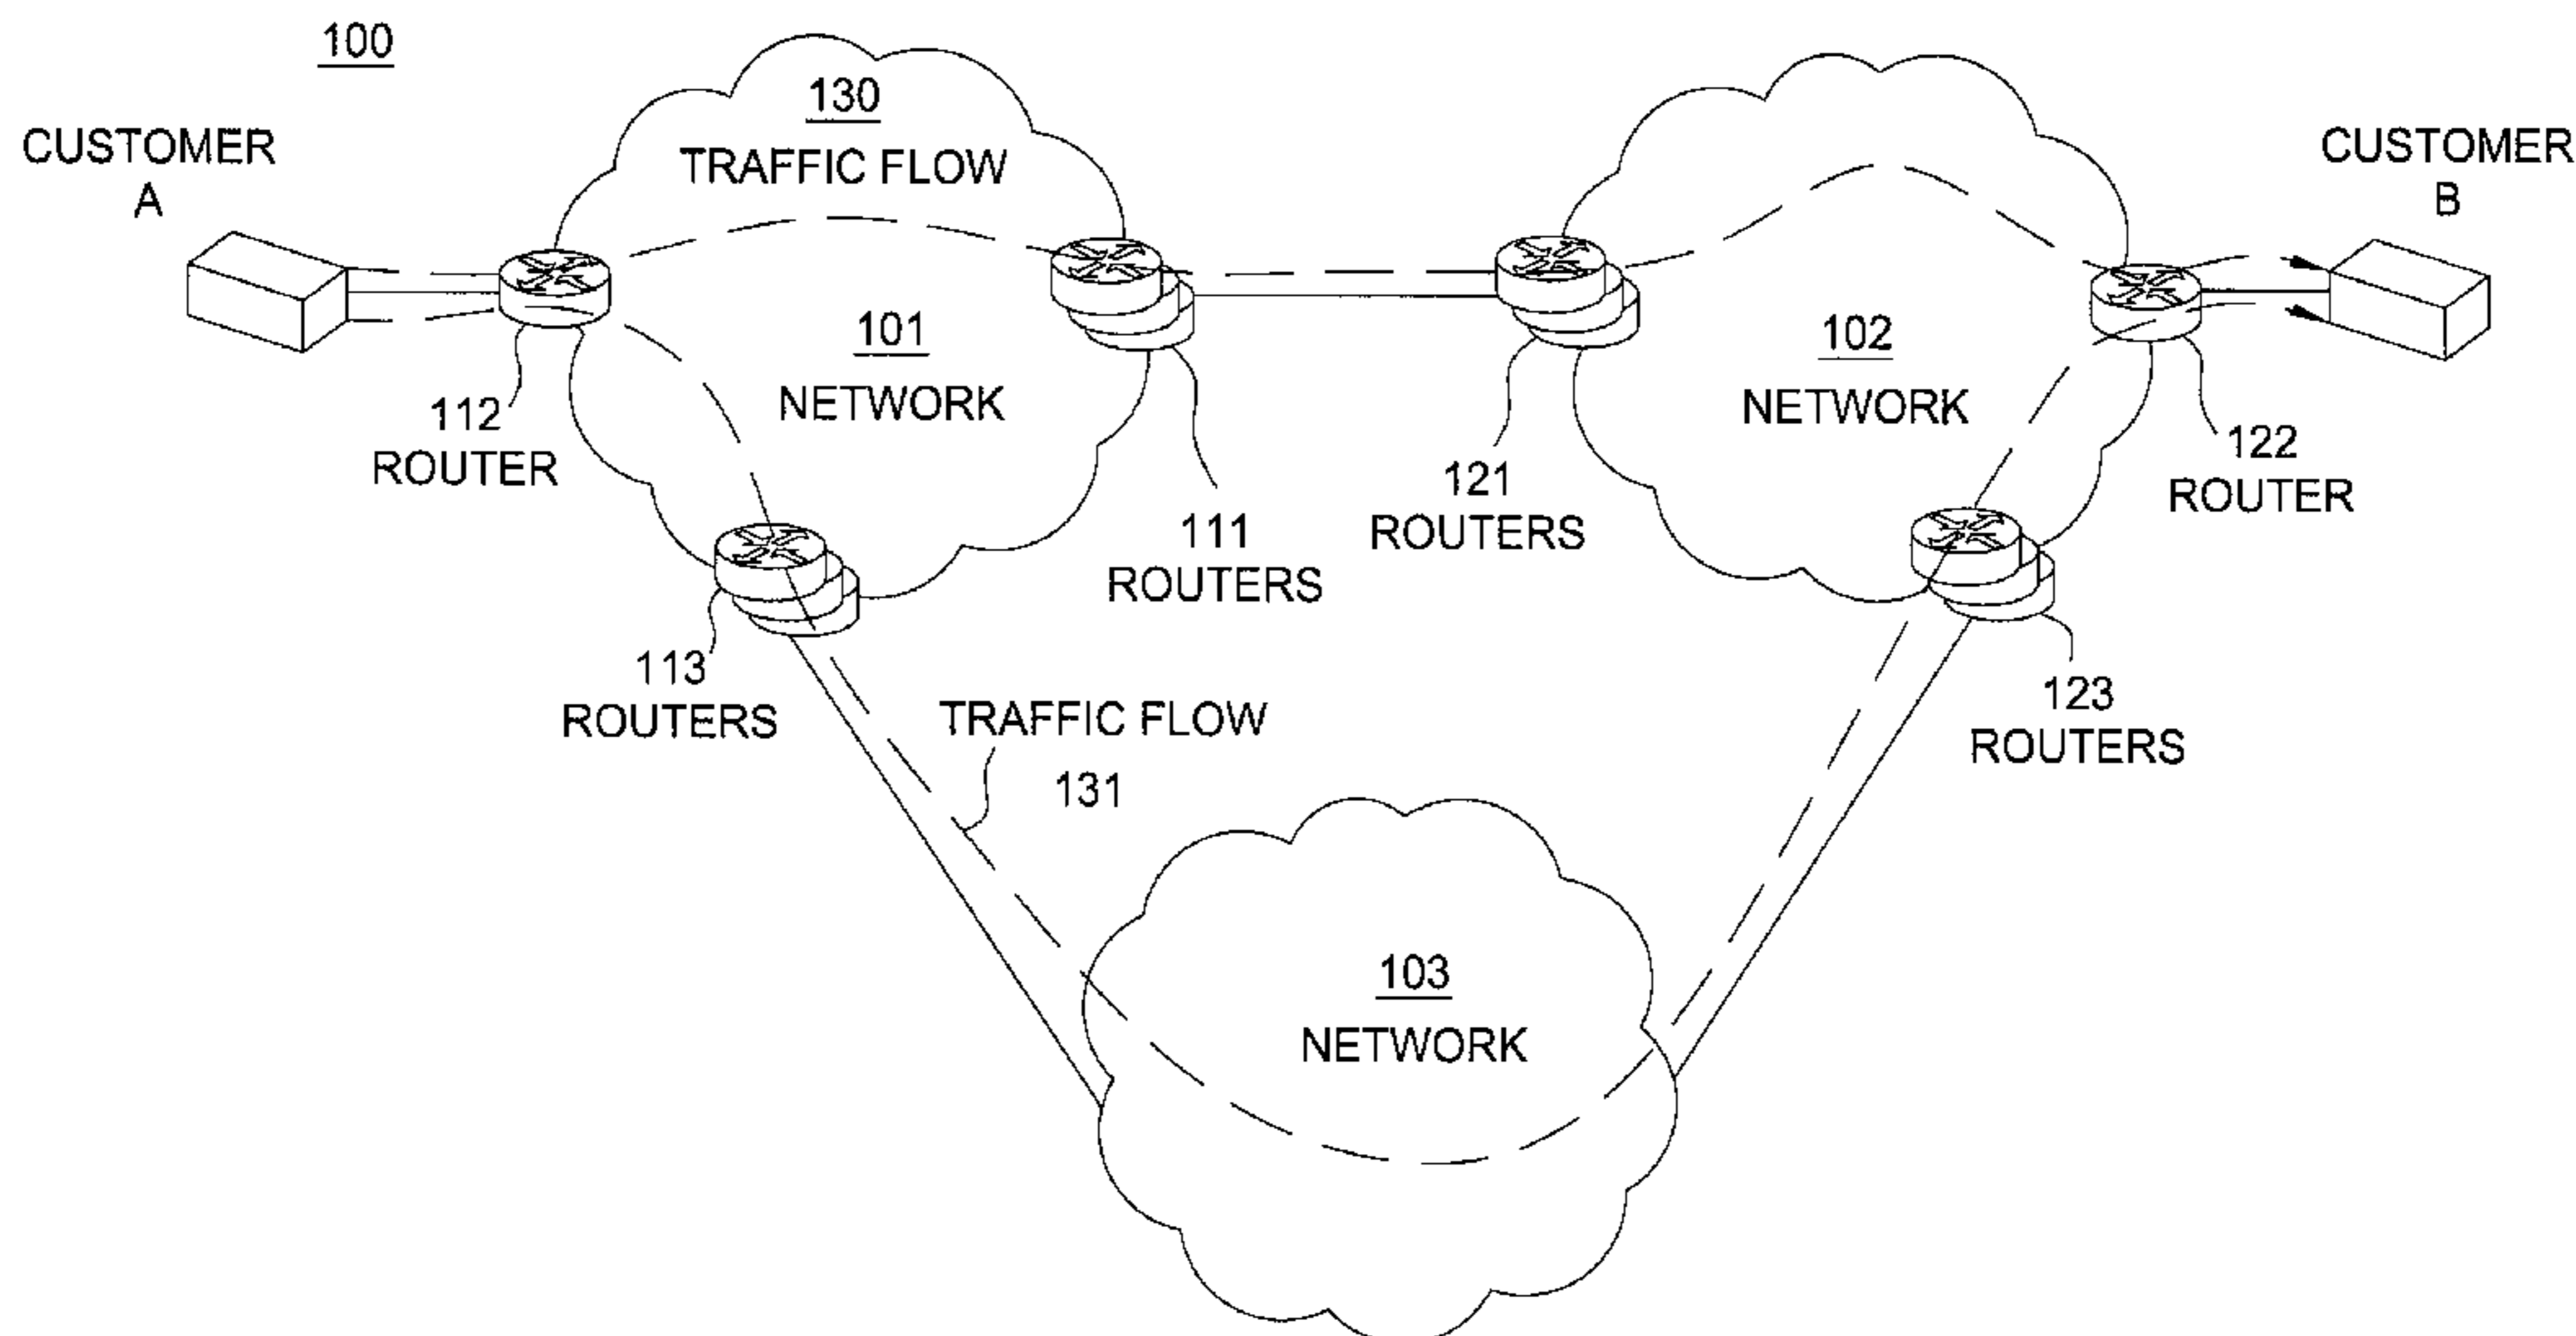 100
CUSTOMER
A
130
TRAFFIC FLOW
CUSTOMER
B
101
NETWORK
102
NETWORK
112
ROUTER
111
ROUTERS
121
ROUTERS
122
ROUTER
113
ROUTERS
123
ROUTERS
TRAFFIC FLOW
131
103
NETWORK